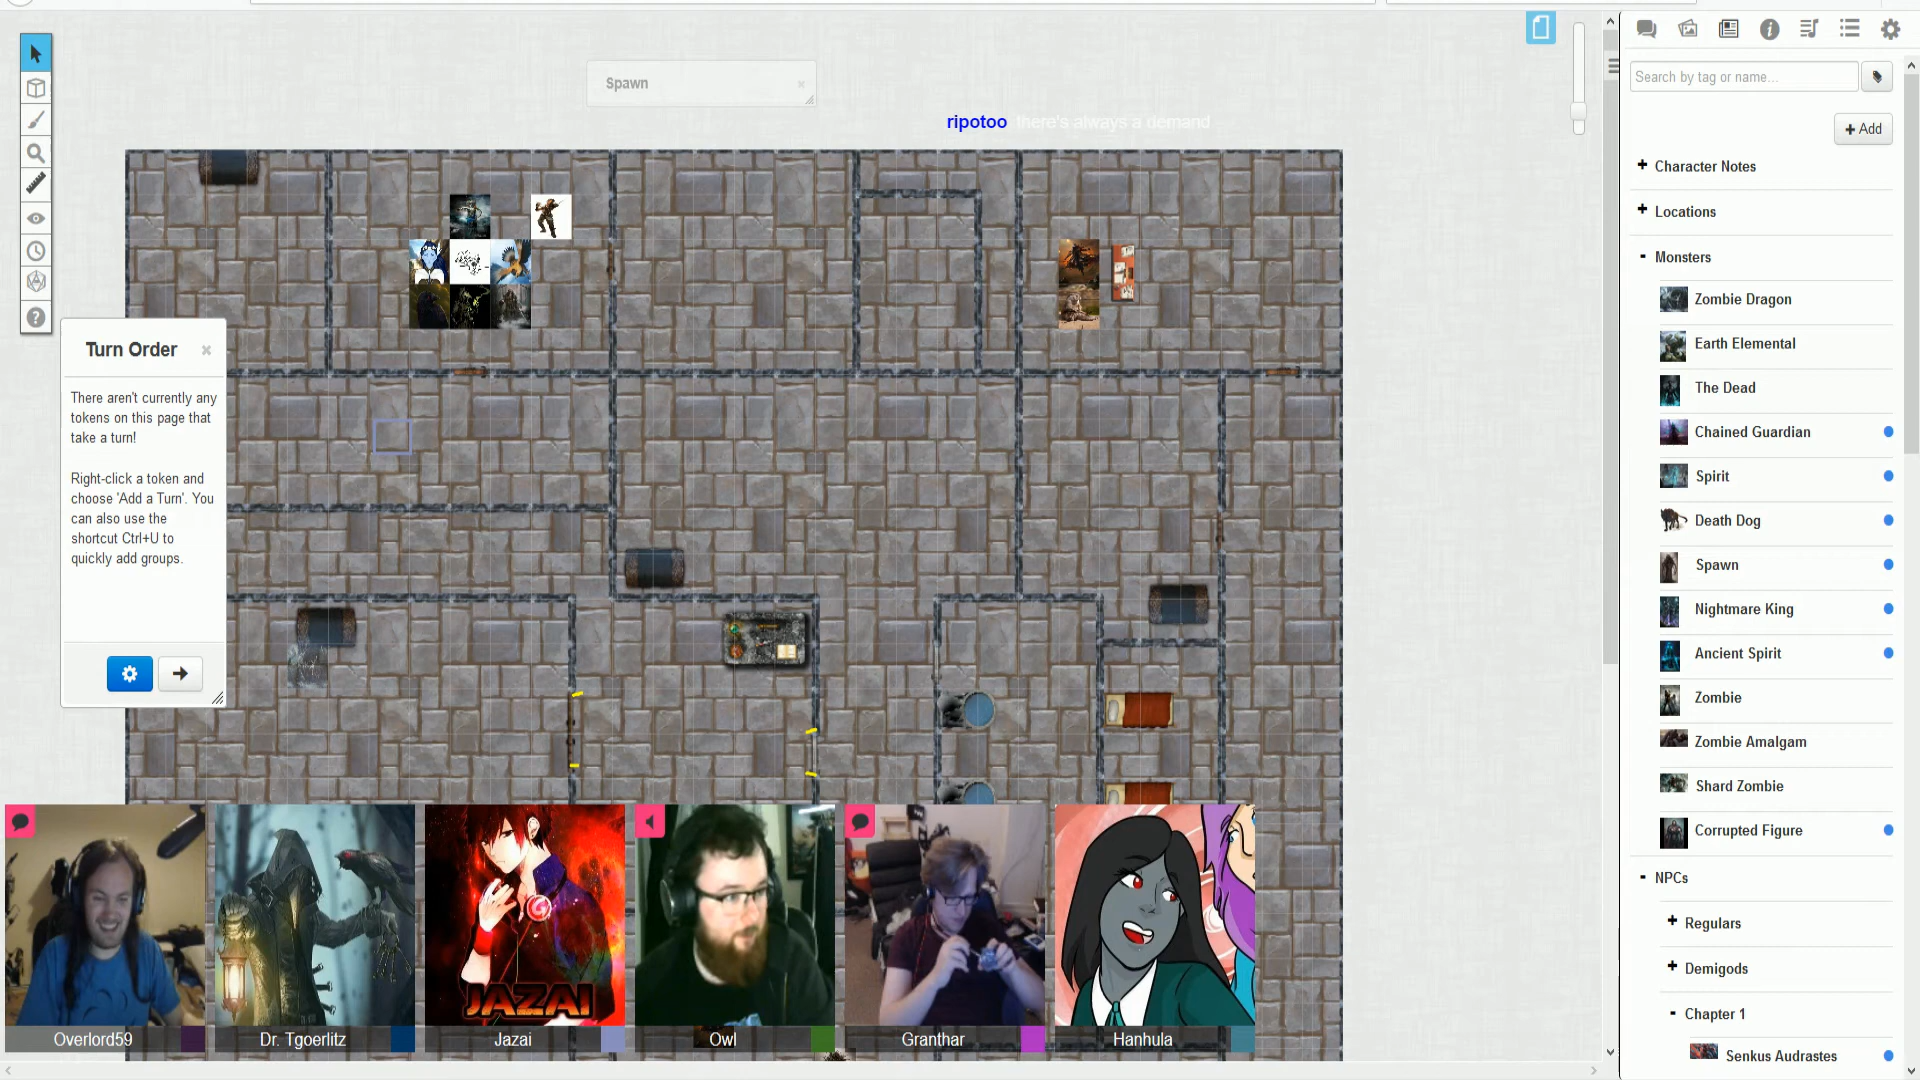 Spawn
ripotoo there's always a demand
Turn Order
There aren't currently any
tokens on this page that
take a turn!
Right-click a token and
choose 'Add a Turn'. You
can also use the
shortcut Ctrl+U to
quickly add groups.
JAZAI
Overlord59
Dr. Tgoerlitz
Jazai
Owl
Granthar
Hanhula
Search by tag or name...
+ Add
+ Character Notes
+ Locations
- Monsters
Zombie Dragon
Earth Elemental
The Dead
Chained Guardian
Spirit
Death Dog
Spawn
Nightmare King
Ancient Spirit
Zombie
Zombie Amalgam
Shard Zombie
Corrupted Figure
- NPCs
+ Regulars
+ Demigods
- Chapter 1
Senkus Audrastes